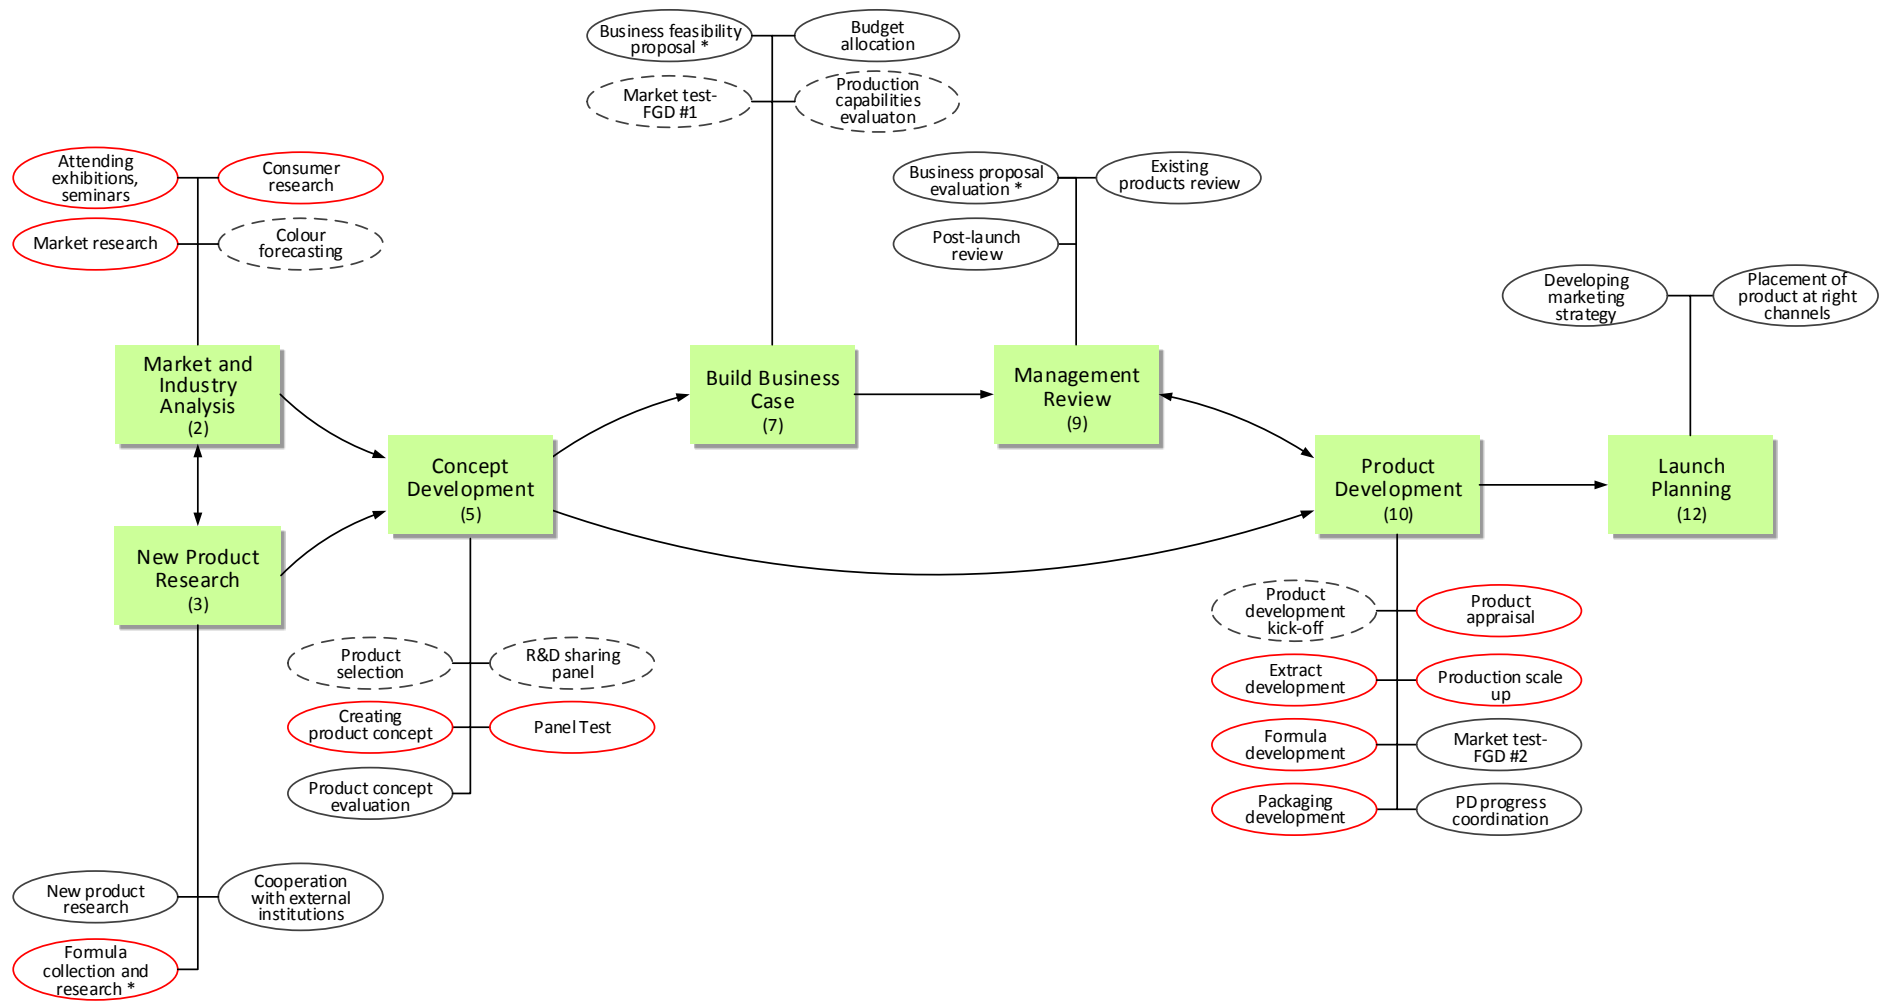 Business feasibility
proposal *
Budget
allocation
Market test-
FGD #1
Production
capabilities
evaluaton
Attending
exhibitions,
seminars
Consumer
research
Market research
Colour
forecasting
Business proposal
evaluation *
Existing
products review
Post-launch
review
Developing
marketing
strategy
Placement of
product at right
channels
Market and
Industry
Analysis
(2)
Build Business
Case
(7)
Management
Review
(9)
Concept
Development
(5)
Product
Development
(10)
Launch
Planning
(12)
New Product
Research
(3)
Product
selection
R&D sharing
panel
Creating
product concept
Panel Test
Product concept
evaluation
Product
development
kick-off
Product
appraisal
Extract
development
Production scale
up
Formula
development
Market test-
FGD #2
Packaging
development
PD progress
coordination
New product
research
Cooperation
with external
institutions
Formula
collection and
research *